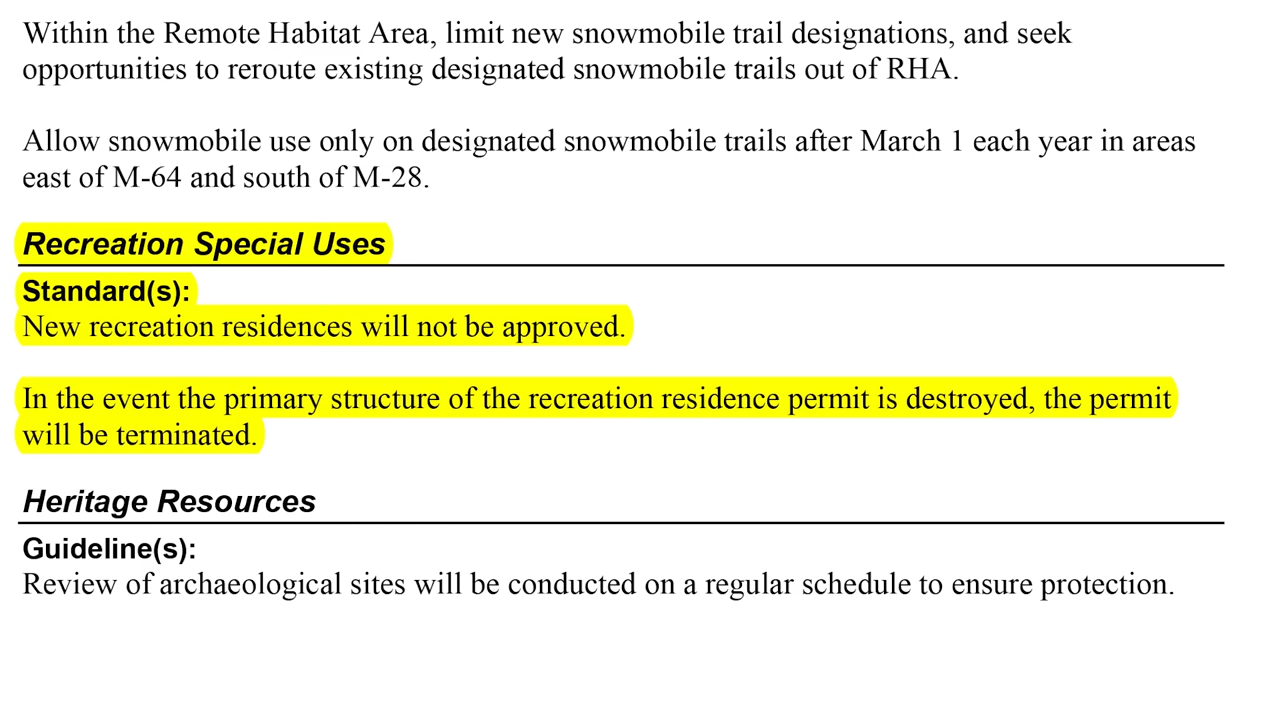 Within the Remote Habitat Area, limit new snowmobile trail designations, and seek
opportunities to reroute existing designated snowmobile trails out of RHA.
Allow snowmobile use only on designated snowmobile trails after March 1 each year in areas
east of M-64 and south of M-28.
Recreation Special Uses
Standard(s):
New recreation residences will not be approved.
In the event the primary structure of the recreation residence permit is destroyed, the permit
will be terminated.
Heritage Resources
Guideline(s):
Review of archaeological sites will be conducted on a regular schedule to ensure protection.